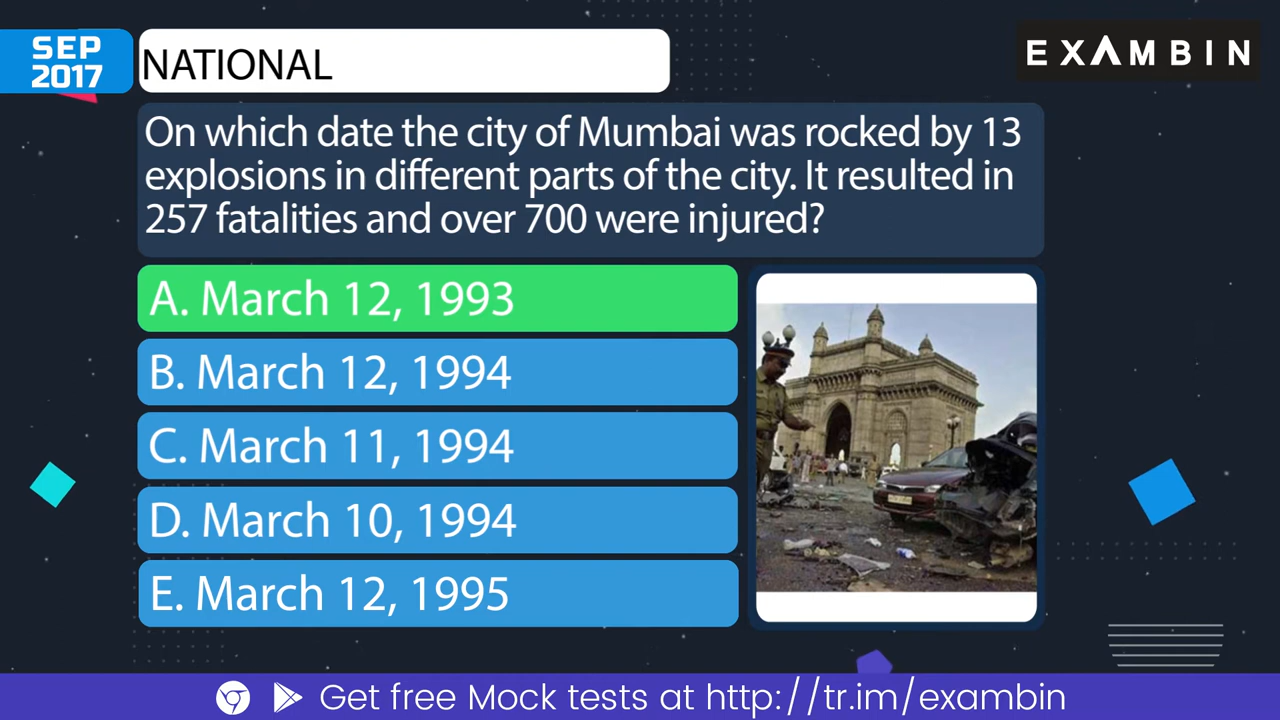 SEP
2017
NATIONAL
EXAMBIN
On which date the city of Mumbai was rocked by 13
explosions in different parts of the city. It resulted in
257 fatalities and over 700 were injured?
A. March 12, 1993
B. March 12, 1994
C. March 11, 1994
D. March 10, 1994
E. March 12, 1995
Get free Mock tests at http://tr.im/exambin